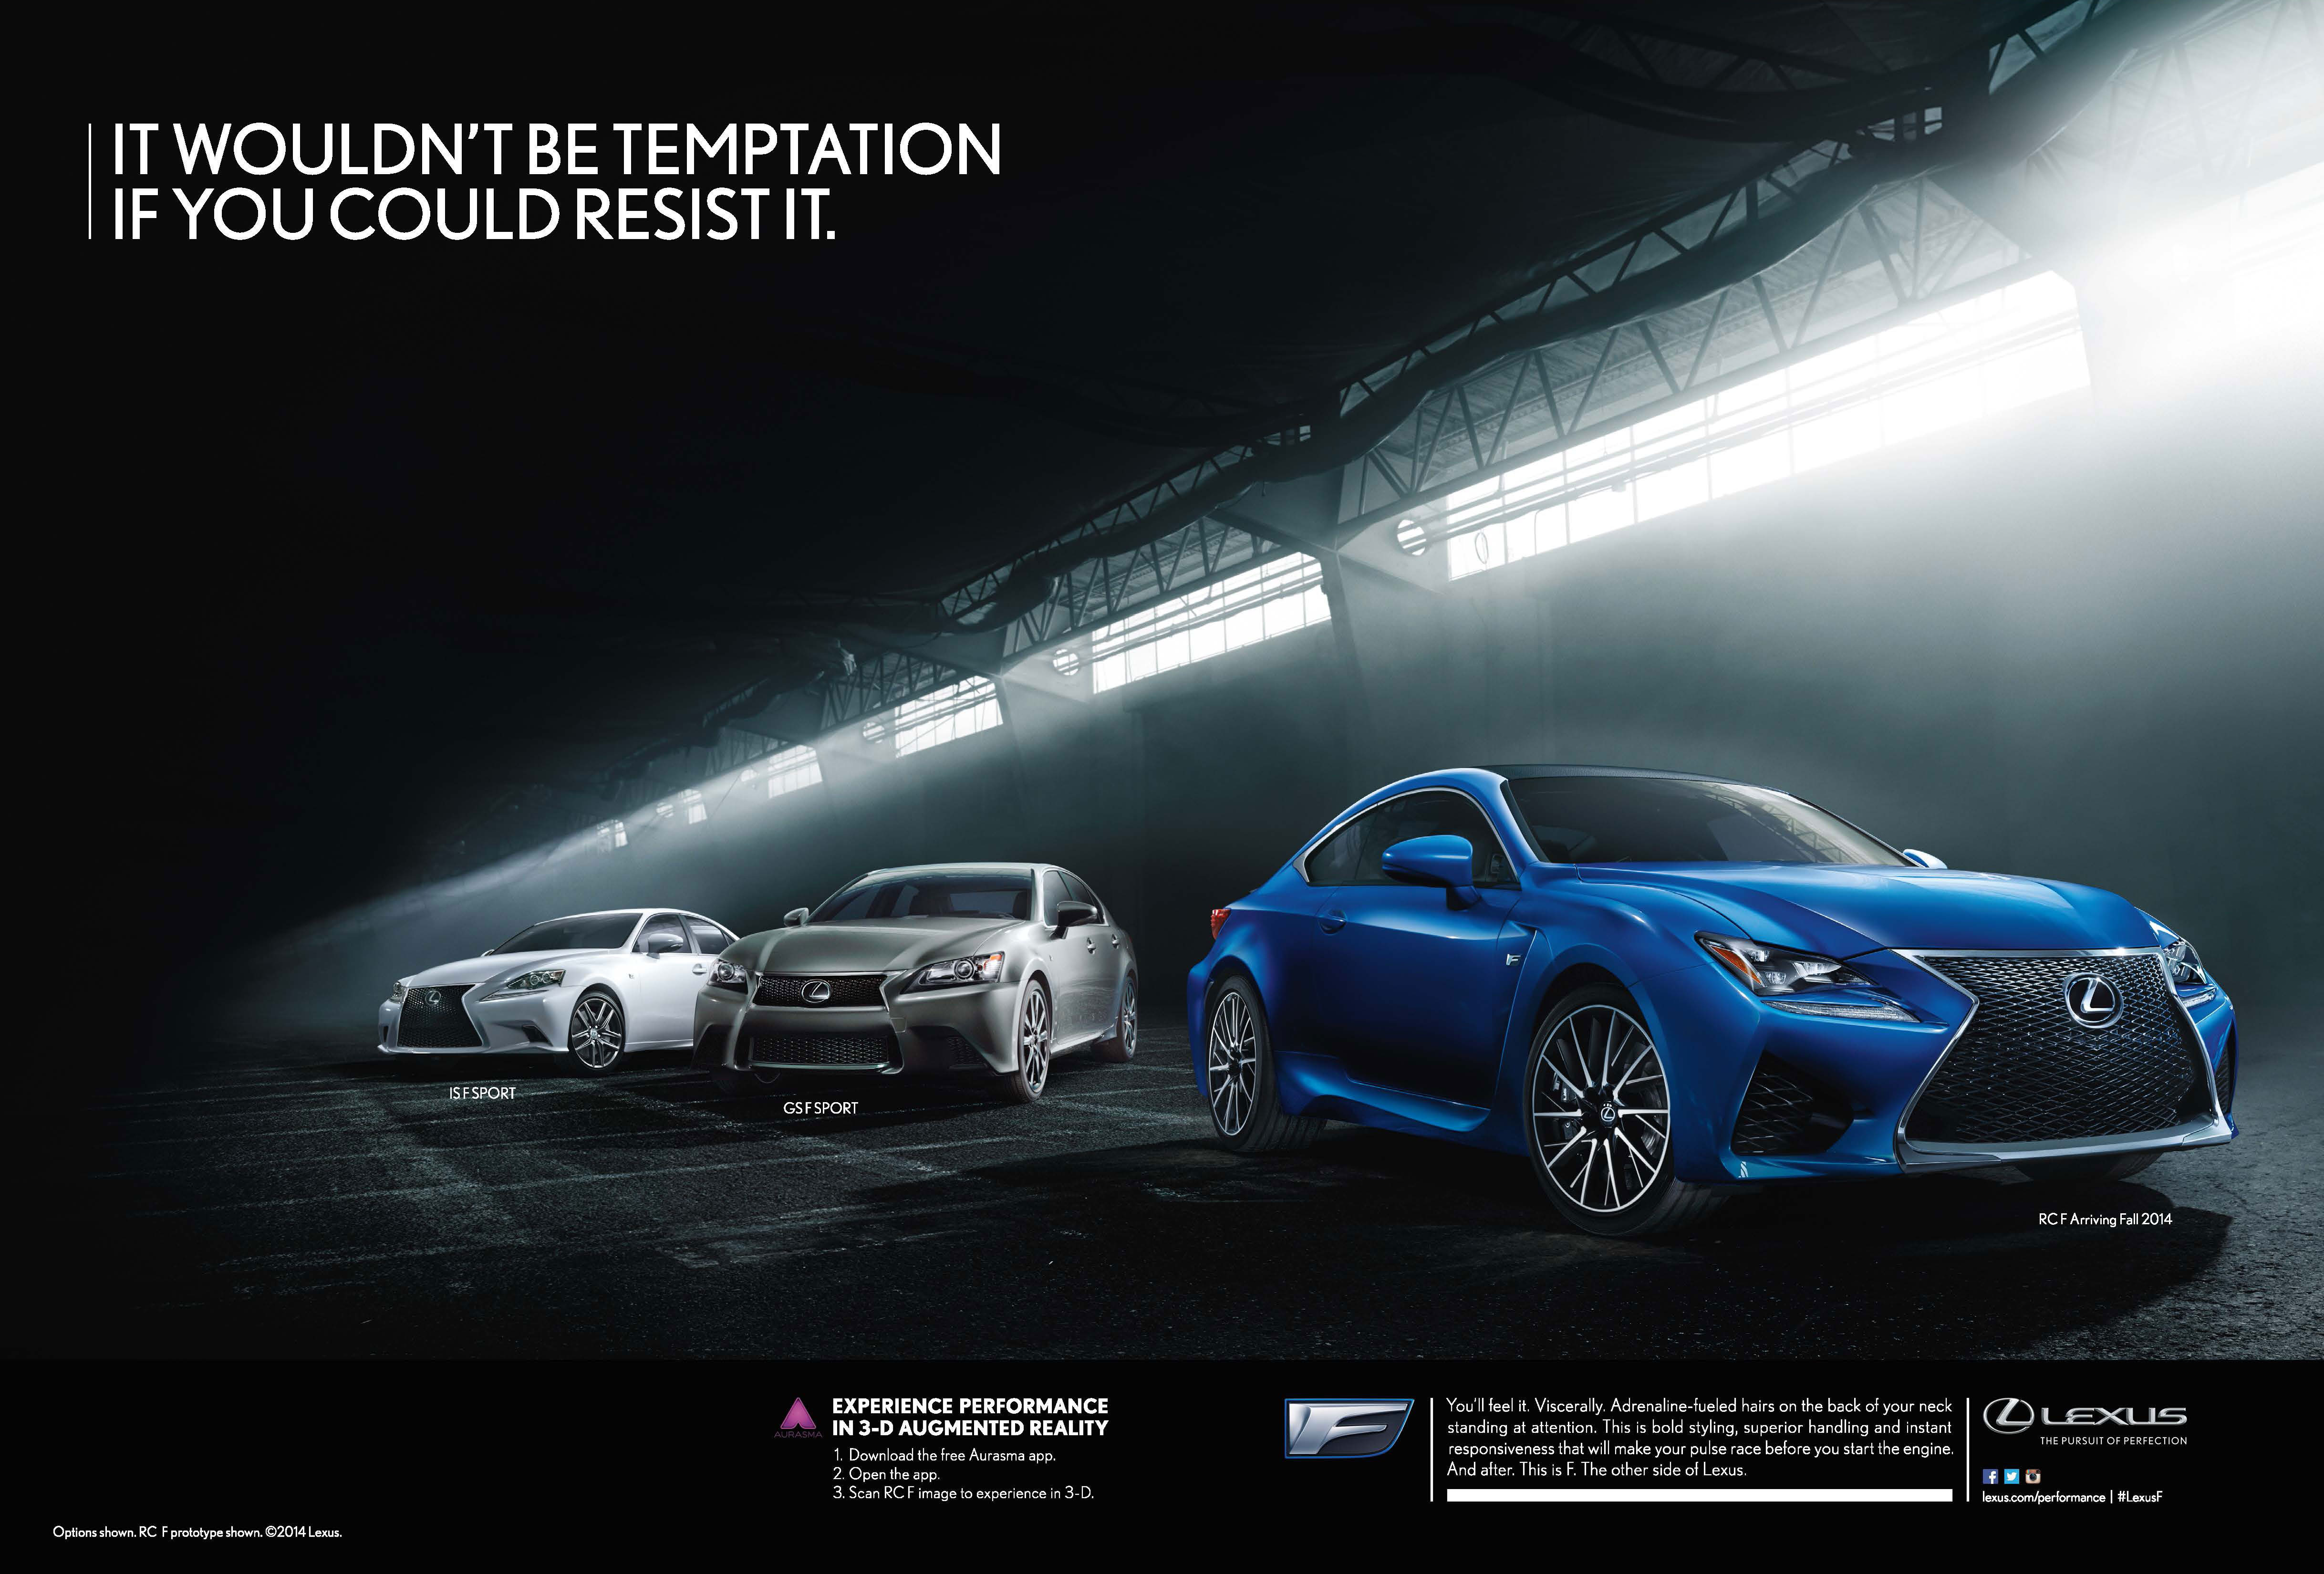 IT WOULDN'T BE TEMPTATION
IF YOU COULD RESIST IT.
IS F SPORT
GS F SPORT
RC F Arriving Fall 2014
AURASMA
EXPERIENCE PERFORMANCE
IN 3-D AUGMENTED REALITY
1. Download the free Aurasma app.
2. Open the app.
3. Scan RC F image to experience in 3-D.
F
You'll feel it. Viscerally. Adrenaline-fueled hairs on the back of your neck
standing at attention. This is bold styling, superior handling and instant
responsiveness that will make your pulse race before you start the engine.
And after. This is F. The other side of Lexus.
LEXUS
THE PURSUIT OF PERFECTION
lexus.com/performance | #LexusF
Options shown. RC F prototype shown. ©2014 Lexus.